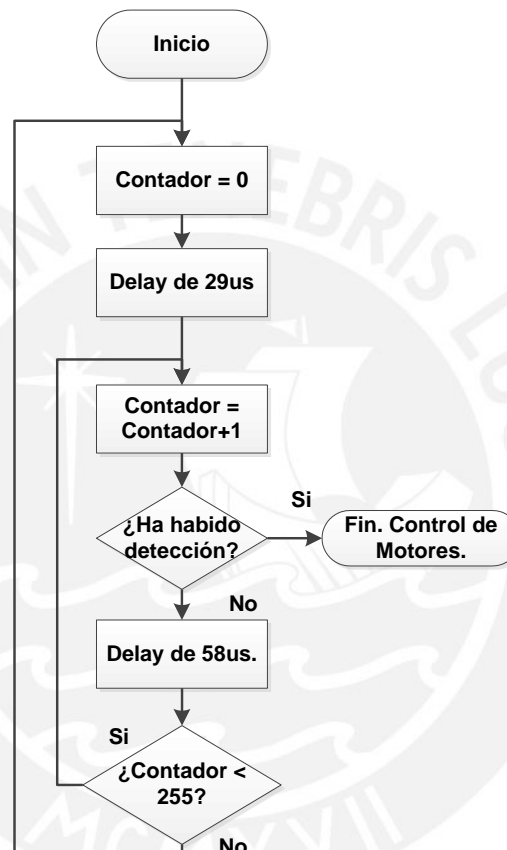 Inicio
Contador = 0
Delay de 29us
Contador =
Contador+1
¿Ha habido
detección?
Si
Fin. Control de
Motores.
No
Delay de 58us.
Si
¿Contador <
255?
No